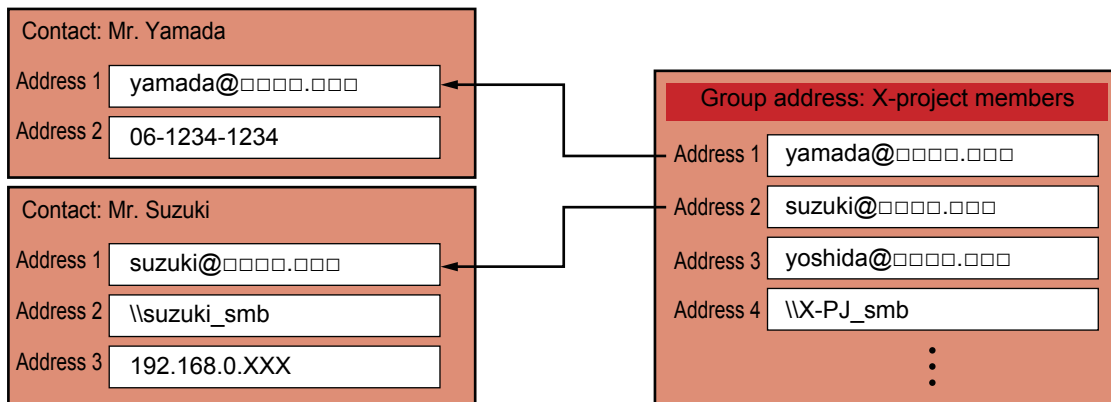 Contact: Mr. Yamada
Address 1 yamada@□□□□.□□□
Address 2 06-1234-1234
Contact: Mr. Suzuki
Address 1 suzuki@□□□□.□□□
Address 2 \\suzuki_smb
Address 3 192.168.0.XXX
Group address: X-project members
Address 1 yamada@□□□□.□□□
Address 2 suzuki@□□□□.□□□
Address 3 yoshida@□□□□.□□□
Address 4 \\X-PJ_smb